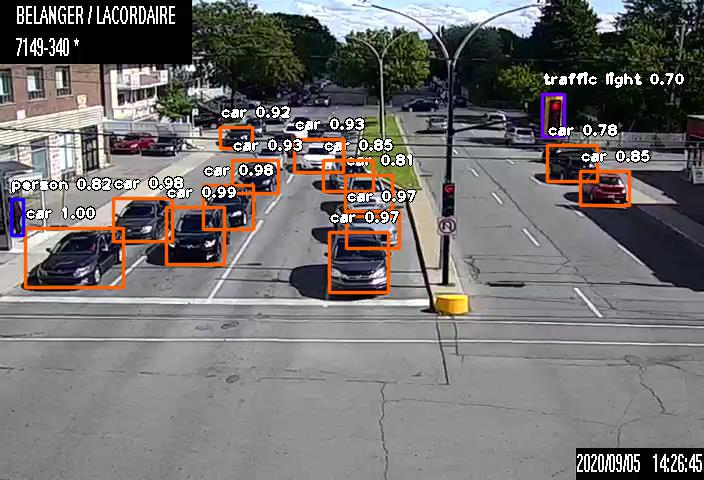 BELANGER / LACORDAIRE
7149-340 *
traffic light 0.70
car 0.92
car 0.93
car 0.78
car 0.93
car 0.85
car 0.81
car 0.85
car 0.98
person 0.82
car 0.98
car 0.99
car 0.97
car 1.00
car 0.97
2020/09/05 14:26:45